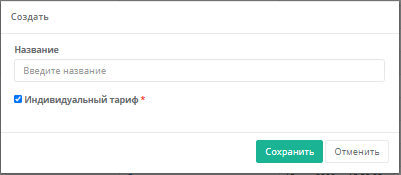 Создать
Название
Введите название
Индивидуальный тариф *
Сохранить Отменить